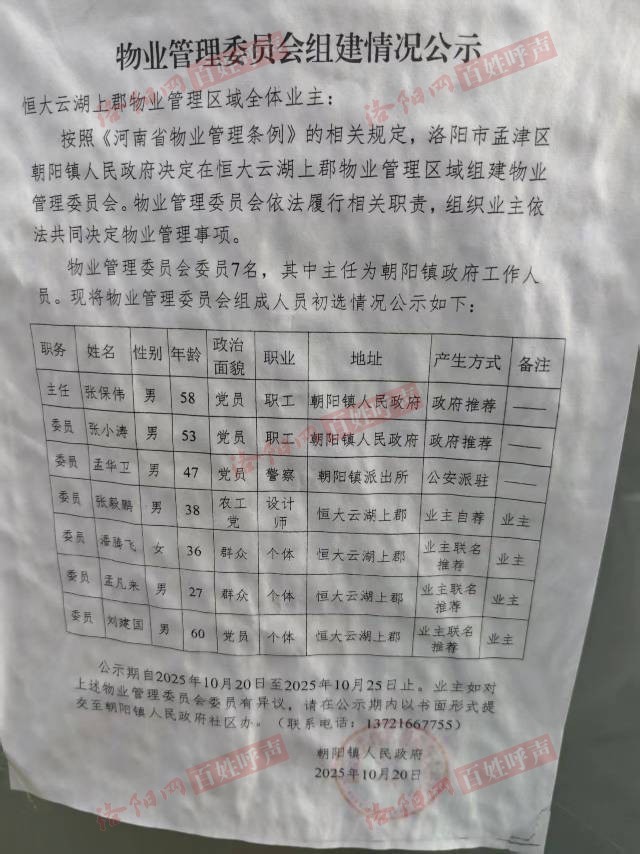 物业管理委员会组建情况公示
恒大云湖上郡物业管理区域全体业主：
按照《河南省物业管理条例》的相关规定，洛阳市孟津区
朝阳镇人民政府决定在恒大云湖上郡物业管理区域组建物业
管理委员会。物业管理委员会依法履行相关职责，组织业主依
法共同决定物业管理事项。
物业管理委员会委员7名，其中主任为朝阳镇政府工作人
员。现将物业管理委员会组成人员初选情况公示如下：
职务 姓名 性别 年龄 政治面貌 职业 地址 产生方式 备注
主任 张保伟 男 58 党员 职工 朝阳镇人民政府 政府推荐 ——
委员 张小涛 男 53 党员 职工 朝阳镇人民政府 政府推荐 ——
委员 孟华卫 男 47 党员 警察 朝阳镇派出所 公安派驻 ——
委员 张毅鹏 男 38 农工党 设计师 恒大云湖上郡 业主自荐 业主
委员 潘腾飞 女 36 群众 个体 恒大云湖上郡 业主联名推荐 业主
委员 孟凡来 男 27 群众 个体 恒大云湖上郡 业主联名推荐 业主
委员 刘建国 男 60 党员 个体 恒大云湖上郡 业主联名推荐 业主
公示期自2025年10月20日至2025年10月25日止。业主如对
上述物业管理委员会委员有异议，请在公示期内以书面形式提
交至朝阳镇人民政府社区办。（联系电话：13721667755）
朝阳镇人民政府
2025年10月20日
洛阳网 百姓呼声
洛阳网 百姓呼声
洛阳网 百姓呼声
洛阳网 百姓呼声